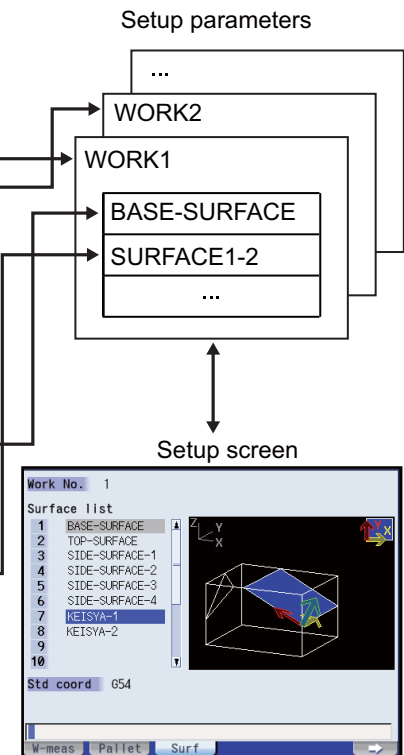 Setup parameters
...
WORK2
WORK1
BASE-SURFACE
SURFACE1-2
...
Setup screen
Work No. 1
Surface list
1 BASE-SURFACE
2 TOP-SURFACE
3 SIDE-SURFACE-1
4 SIDE-SURFACE-2
5 SIDE-SURFACE-3
6 SIDE-SURFACE-4
7 KEISYA-1
8 KEISYA-2
9
10
Z Y
X
Y X
Std coord G54
W-meas Pallet Surf